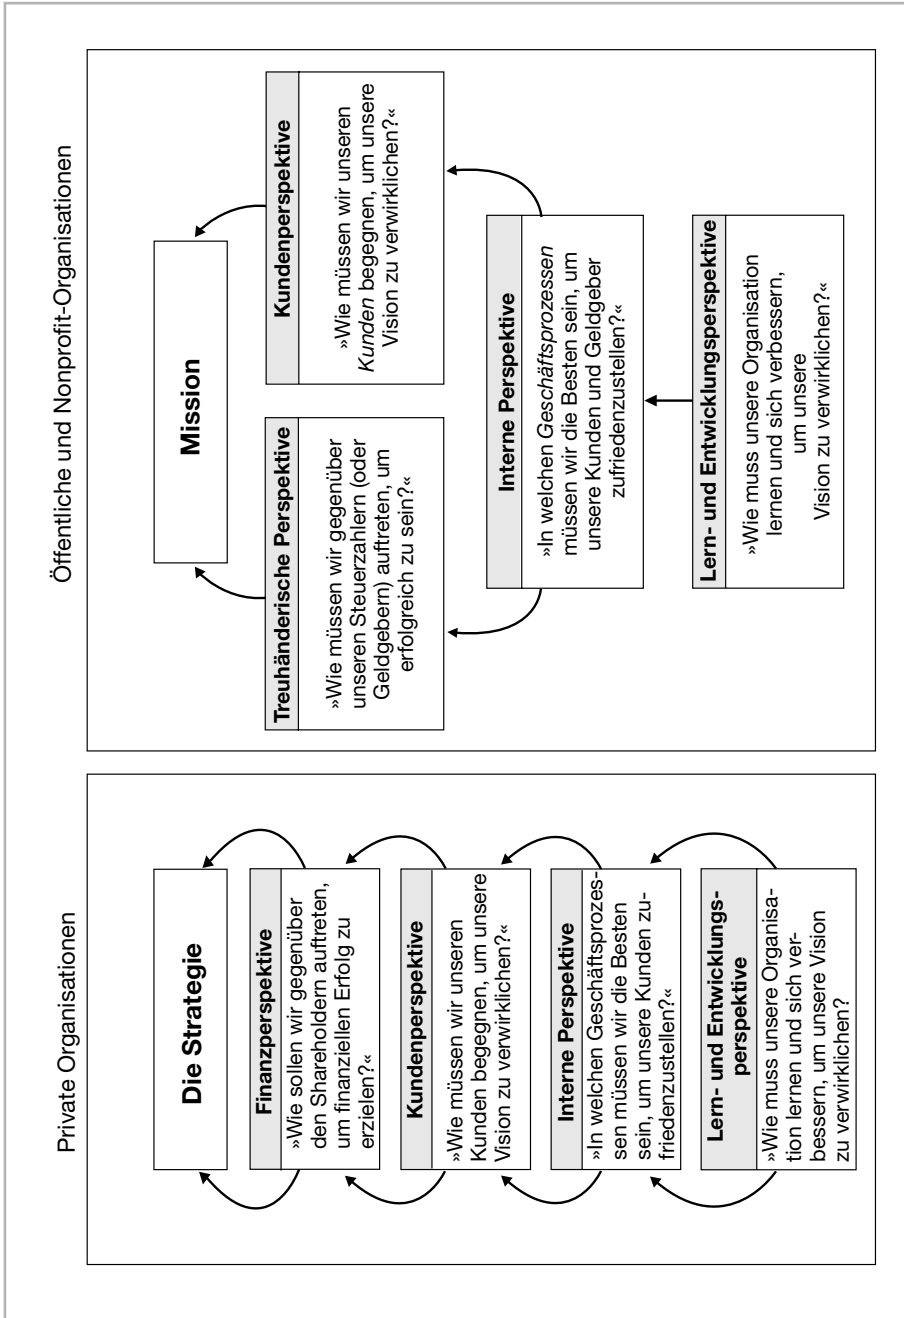 Private Organisationen
Die Strategie
Finanzperspektive
»Wie sollen wir gegenüber
den Shareholdern auftreten,
um finanziellen Erfolg zu
erzielen?«
Kundenperspektive
»Wie müssen wir unseren
Kunden begegnen, um unsere
Vision zu verwirklichen?«
Interne Perspektive
»In welchen Geschäftsprozes-
sen müssen wir die Besten
sein, um unsere Kunden zu-
friedenzustellen?«
Lern- und Entwicklungs-
perspektive
»Wie muss unsere Organisa-
tion lernen und sich ver-
bessern, um unsere Vision
zu verwirklichen?
Öffentliche und Nonprofit-Organisationen
Mission
Treuhänderische Perspektive
»Wie müssen wir gegenüber
unseren Steuerzahlern (oder
Geldgebern) auftreten, um
erfolgreich zu sein?«
Kundenperspektive
»Wie müssen wir unseren
Kunden begegnen, um unsere
Vision zu verwirklichen?«
Interne Perspektive
»In welchen Geschäftsprozessen
müssen wir die Besten sein, um
unsere Kunden und Geldgeber
zufriedenzustellen?«
Lern- und Entwicklungsperspektive
»Wie muss unsere Organisation
lernen und sich verbessern,
um unsere
Vision zu verwirklichen?«